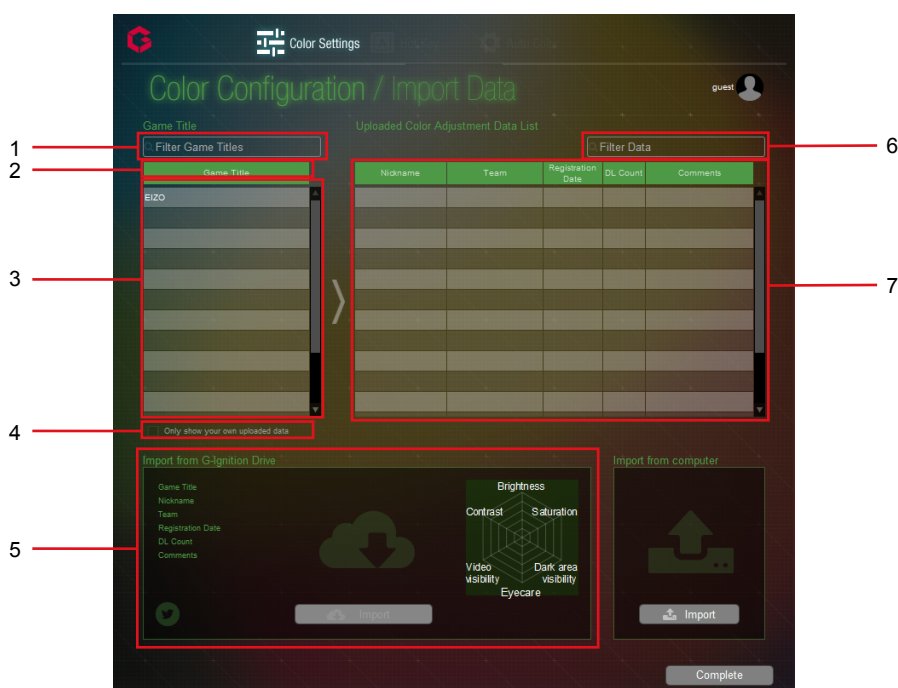 Color Settings
Color Configuration / Import Data
guest
Game Title
Uploaded Color Adjustment Data List
1
Filter Game Titles
Filter Data
6
2
Game Title
Nickname
Team
Registration
Date
DL Count
Comments
EIZO
3
7
4
Only show your own uploaded data
Import from G-Ignition Drive
Import from computer
Game Title
Nickname
Team
Registration Date
DL Count
Comments
5
Brightness
Contrast
Saturation
Video
visibility
Dark area
visibility
Eyecare
Import
Import
Complete